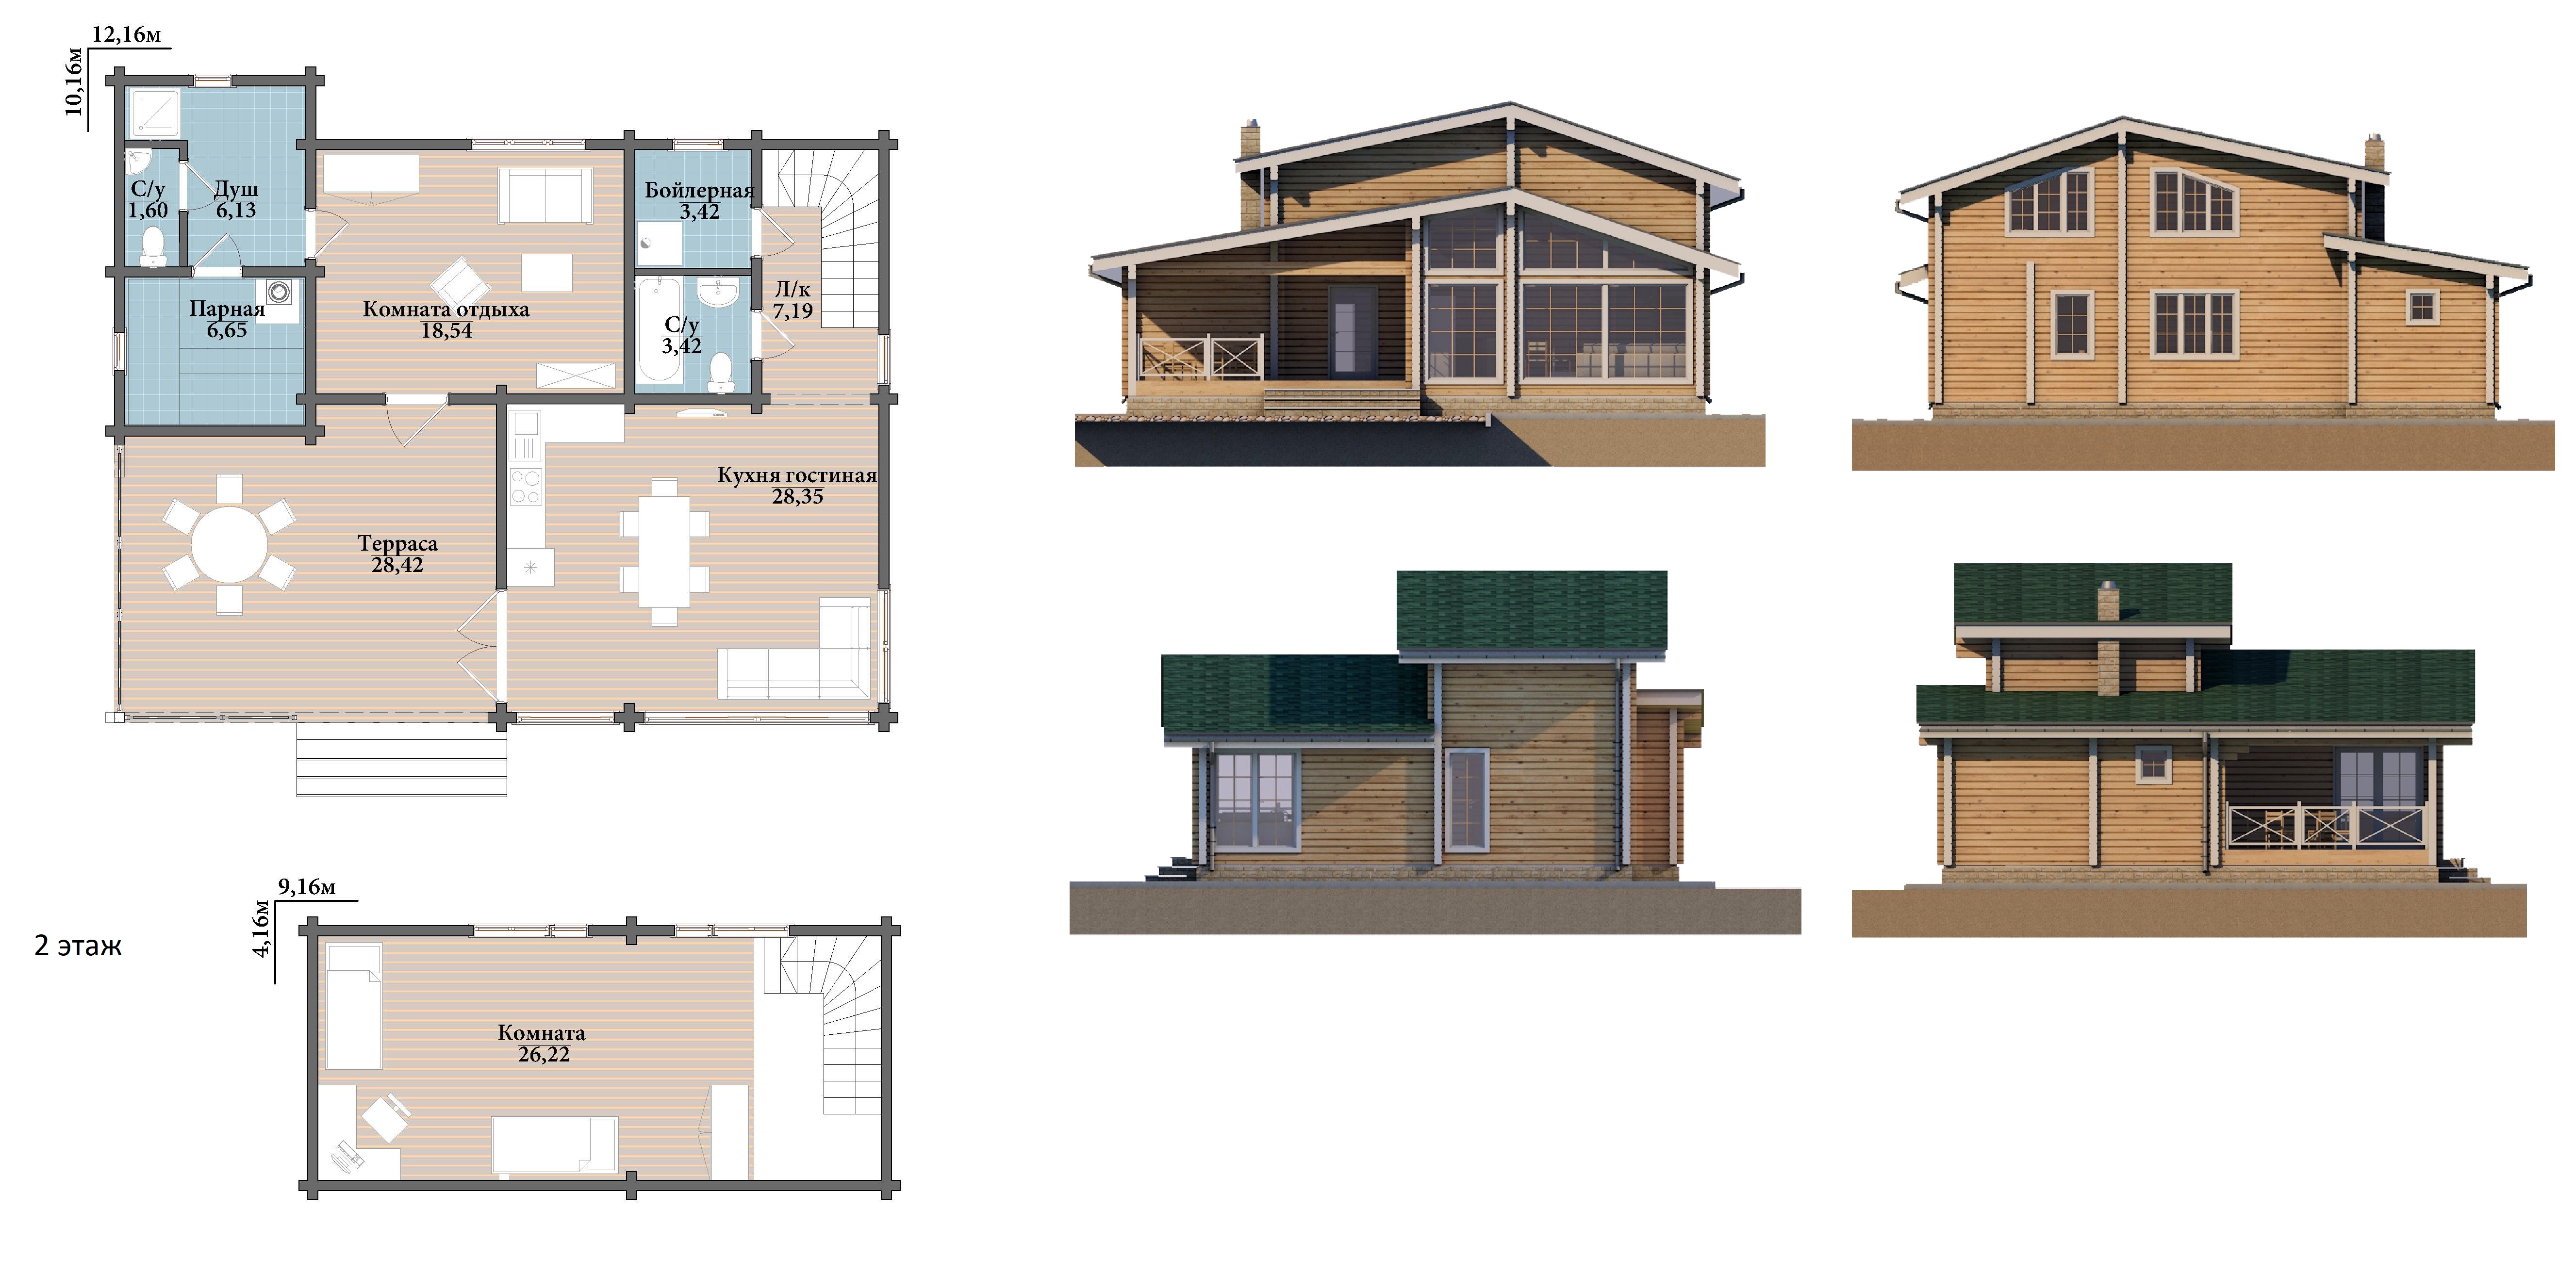 12,16м
10,16м
С/у
1,60
Душ
6,13
Бойлерная
3,42
Парная
6,65
Комната отдыха
18,54
С/у
3,42
Л/к
7,19
Кухня гостиная
28,35
Терраса
28,42
9,16м
4,16м
2 этаж
Комната
26,22